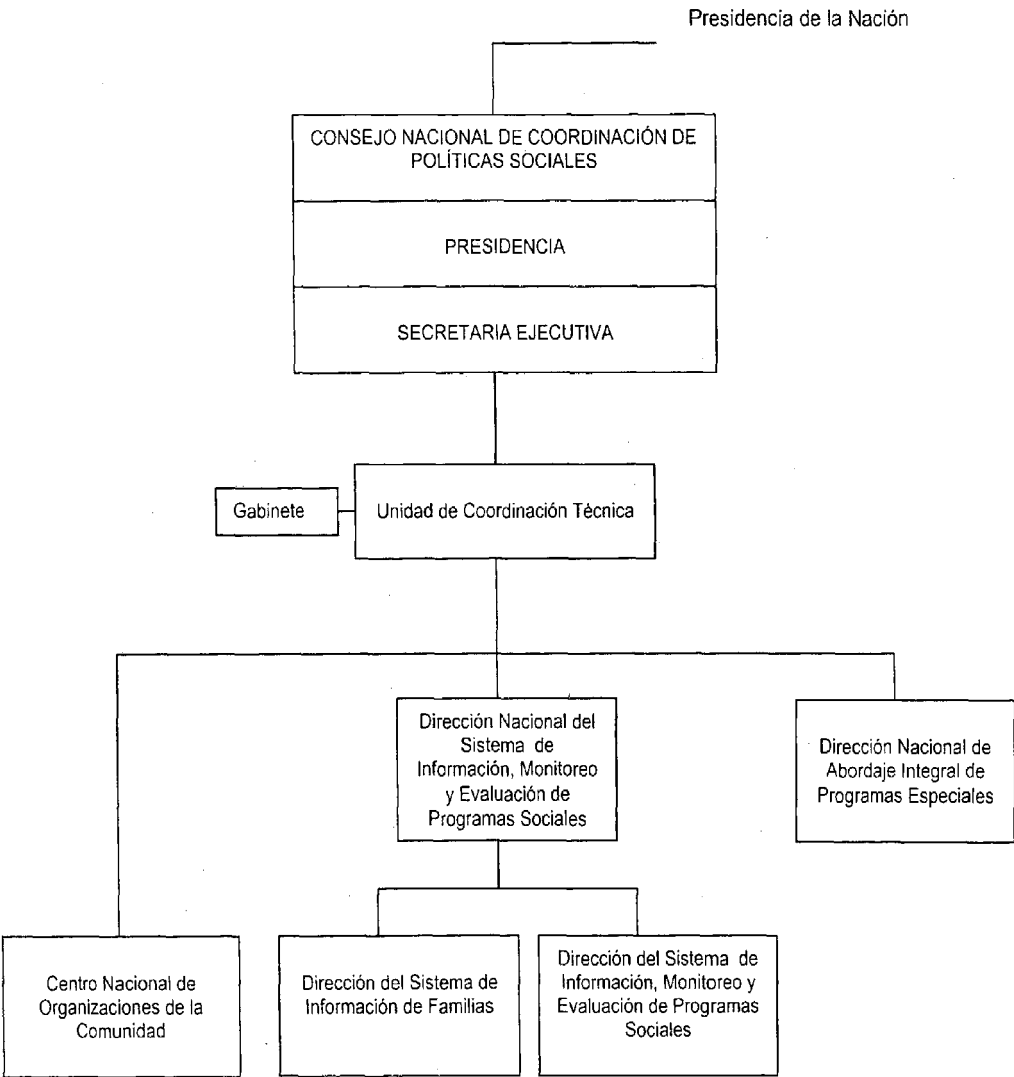 Presidencia de la Nación
CONSEJO NACIONAL DE COORDINACIÓN DE
POLÍTICAS SOCIALES
PRESIDENCIA
SECRETARIA EJECUTIVA
Gabinete
Unidad de Coordinación Técnica
Dirección Nacional del
Sistema de
Información, Monitoreo
y Evaluación de
Programas Sociales
Dirección Nacional de
Abordaje Integral de
Programas Especiales
Centro Nacional de
Organizaciones de la
Comunidad
Dirección del Sistema de
Información de Familias
Dirección del Sistema de
Información, Monitoreo y
Evaluación de Programas
Sociales